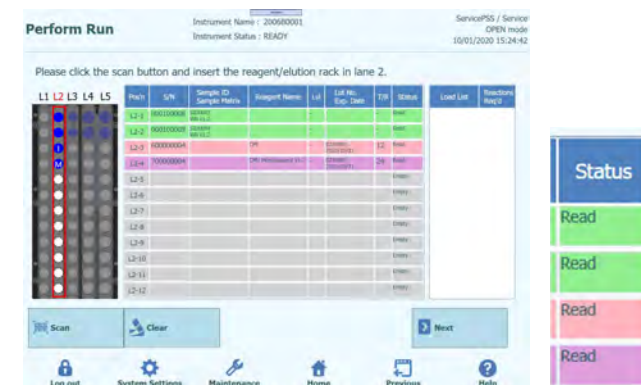 Perform Run
Instrument Name : 200680001
Instrument Status : READY
ServicePSS / Service
OPEN mode
10/01/2020 15:24:42
Please click the scan button and insert the reagent/elution rack in lane 2.
L1 L2 L3 L4 L5
Pos'n S/N Sample ID Sample Matrix Reagent Name Lvl Lot No. Exp. Date T/R Status
Load List Reactions Req'd
L2-1 000100008 Read
L2-2 000100008 Read
I L2-3 600000004 12 Read
M L2-4 700000004 24 Read
L2-5 Empty
L2-6 Empty
L2-7 Empty
L2-8 Empty
L2-9 Empty
L2-10 Empty
L2-11 Empty
L2-12 Empty
Scan
Clear
Next
Log out
System Settings
Maintenance
Home
Previous
Help
Status
Read
Read
Read
Read